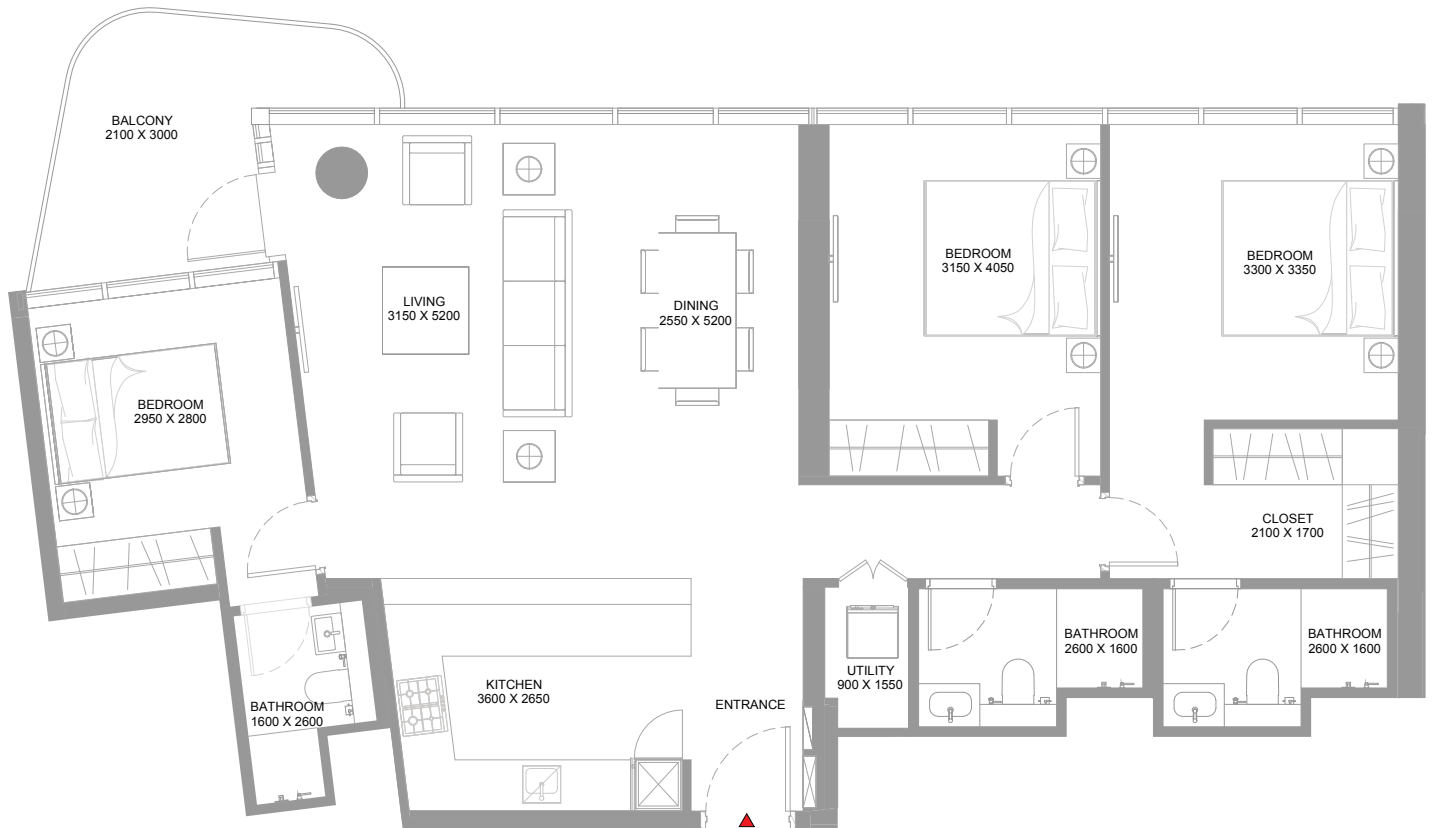 BALCONY
2100 X 3000
BEDROOM
3150 X 4050
BEDROOM
3300 X 3350
LIVING
3150 X 5200
DINING
2550 X 5200
BEDROOM
2950 X 2800
CLOSET
2100 X 1700
BATHROOM
2600 X 1600
BATHROOM
2600 X 1600
UTILITY
900 X 1550
KITCHEN
3600 X 2650
ENTRANCE
BATHROOM
1600 X 2600